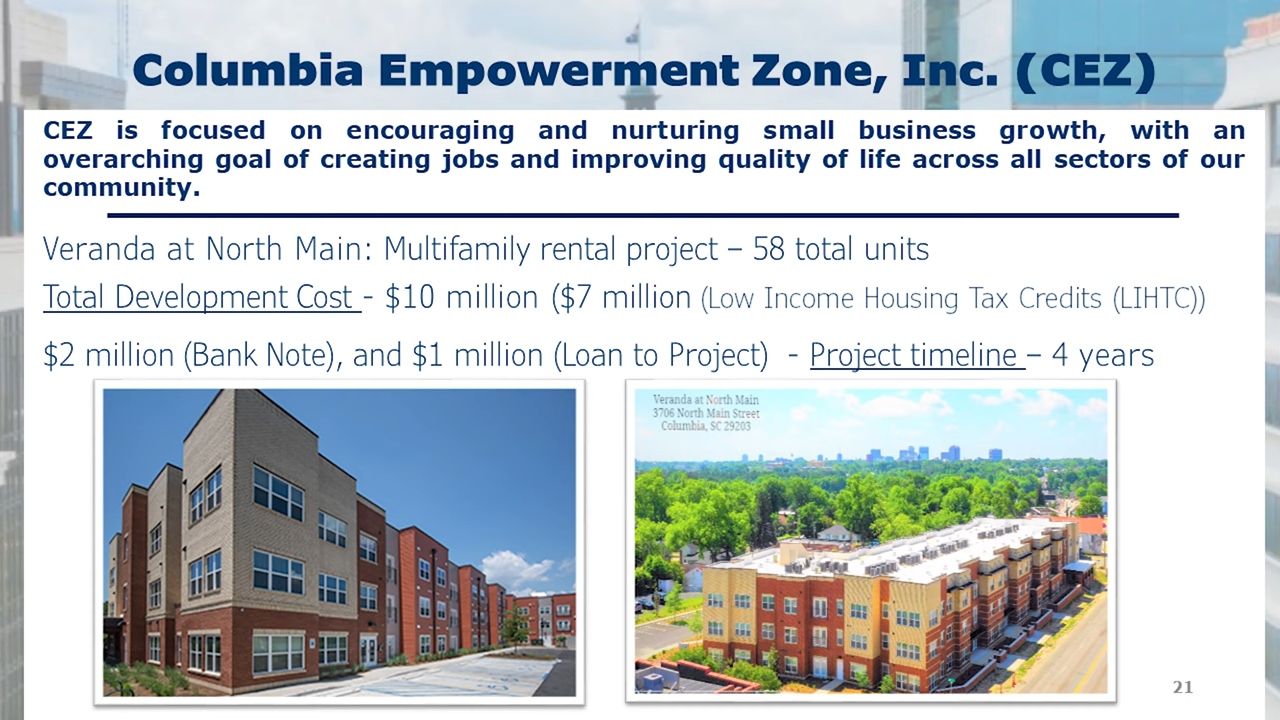 Columbia Empowerment Zone, Inc. (CEZ)
CEZ is focused on encouraging and nurturing small business growth, with an
overarching goal of creating jobs and improving quality of life across all sectors of our
community.
Veranda at North Main: Multifamily rental project – 58 total units
Total Development Cost - $10 million ($7 million (Low Income Housing Tax Credits (LIHTC))
$2 million (Bank Note), and $1 million (Loan to Project) - Project timeline – 4 years
Veranda at North Main
3706 North Main Street
Columbia, SC 29203
21